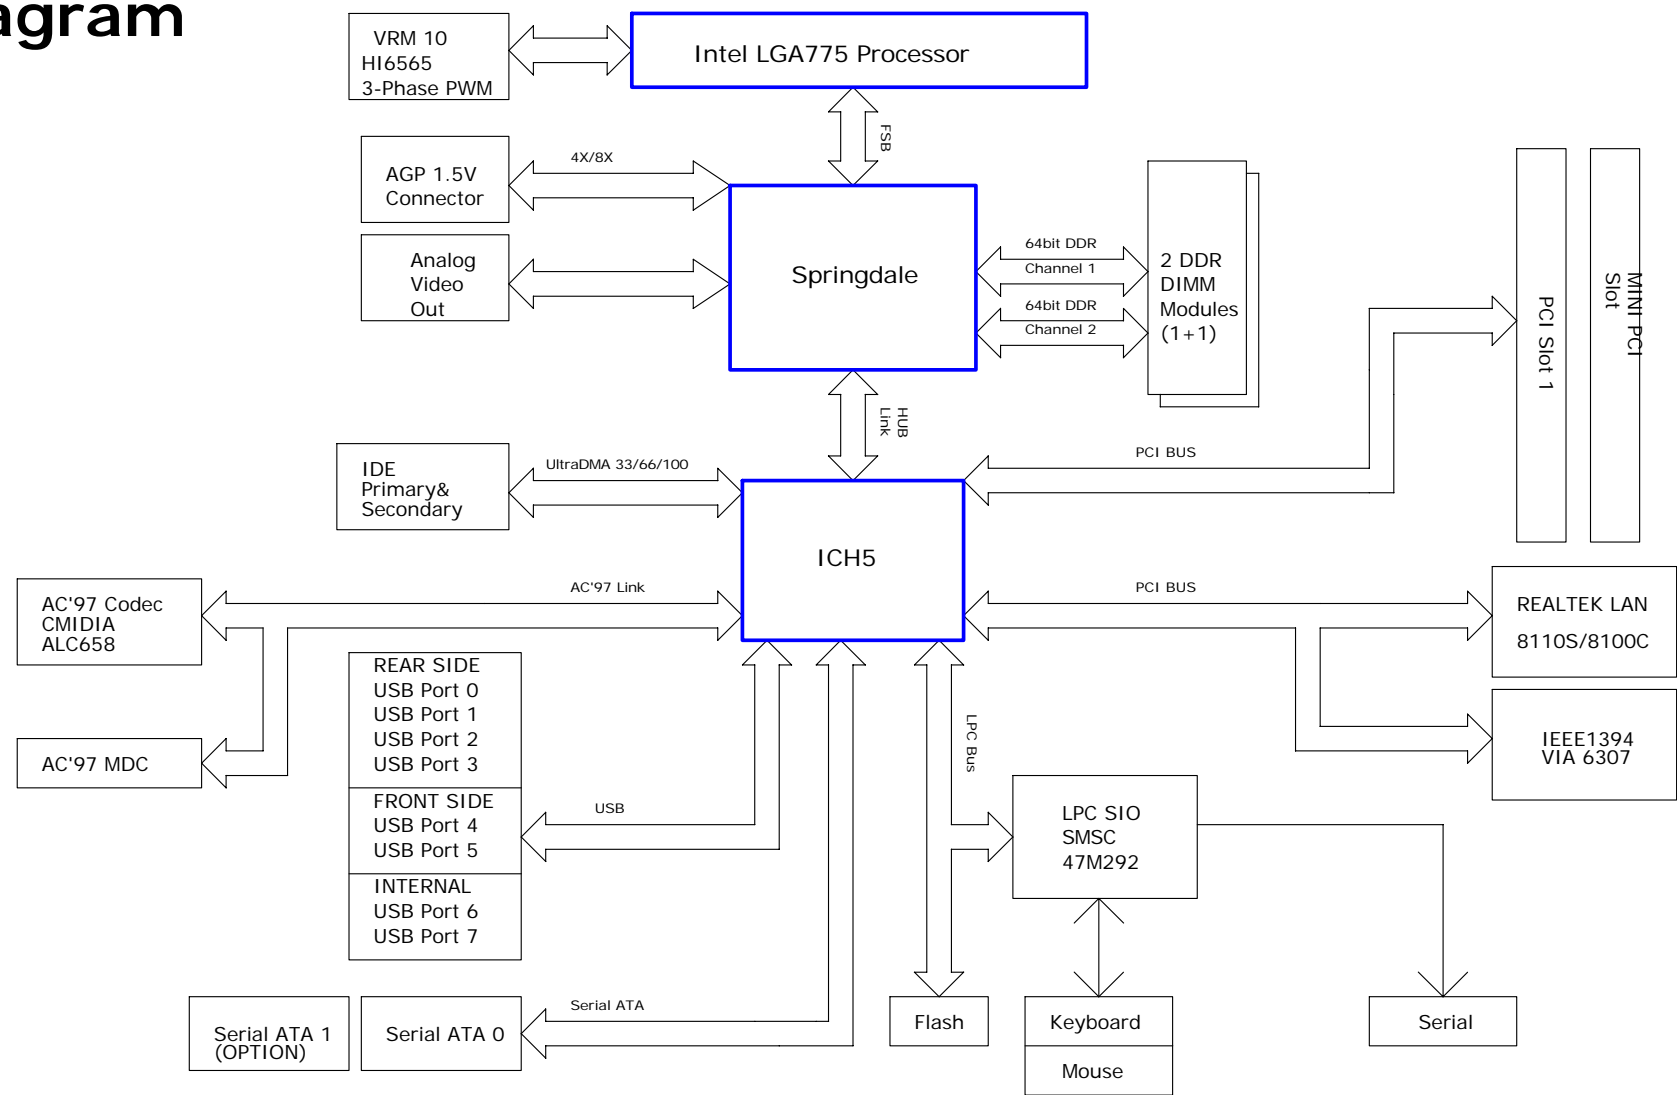 agram
VRM 10
HI6565
3-Phase PWM
Intel LGA775 Processor
FSB
AGP 1.5V
Connector
4X/8X
Analog
Video
Out
Springdale
64bit DDR
Channel 1
64bit DDR
Channel 2
2 DDR
DIMM
Modules
(1+1)
PCI Slot 1
MINI PCI
Slot
HUB
Link
IDE
Primary&
Secondary
UltraDMA 33/66/100
PCI BUS
ICH5
AC'97 Codec
CMIDIA
ALC658
AC'97 Link
PCI BUS
REALTEK LAN
8110S/8100C
AC'97 MDC
REAR SIDE
USB Port 0
USB Port 1
USB Port 2
USB Port 3
FRONT SIDE
USB Port 4
USB Port 5
INTERNAL
USB Port 6
USB Port 7
USB
LPC Bus
IEEE1394
VIA 6307
LPC SIO
SMSC
47M292
Serial ATA 1
(OPTION)
Serial ATA 0
Serial ATA
Flash
Keyboard
Mouse
Serial